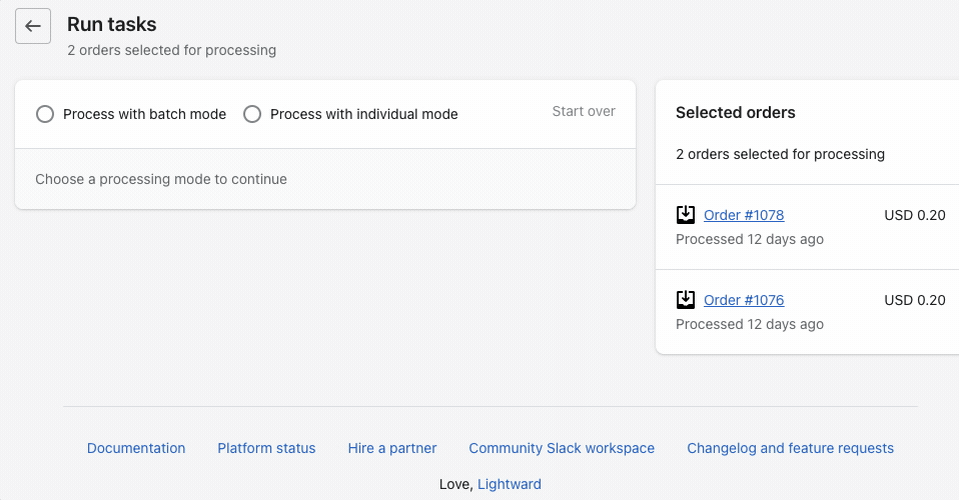 Run tasks
2 orders selected for processing
Process with batch mode Process with individual mode Start over
Choose a processing mode to continue
Selected orders
2 orders selected for processing
Order #1078 USD 0.20
Processed 12 days ago
Order #1076 USD 0.20
Processed 12 days ago
Documentation Platform status Hire a partner Community Slack workspace Changelog and feature requests
Love, Lightward